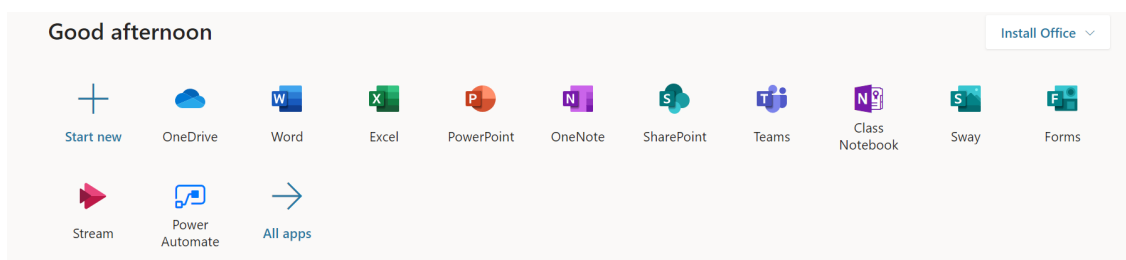 Good afternoon
Install Office
Start new
OneDrive
Word
Excel
PowerPoint
OneNote
SharePoint
Teams
Class
Notebook
Sway
Forms
Stream
Power
Automate
All apps